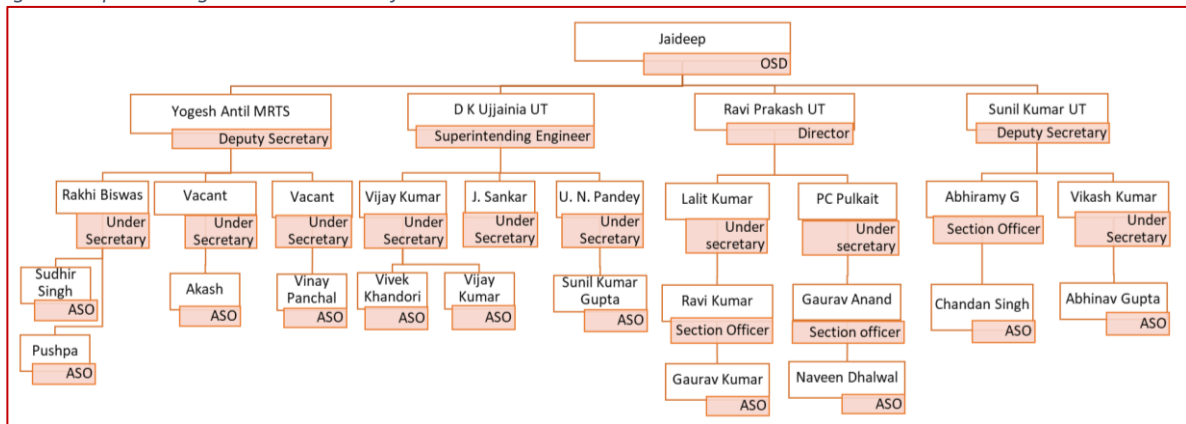 Jaideep
OSD
Yogesh Antil MRTS
Deputy Secretary
D K Ujjainia UT
Superintending Engineer
Ravi Prakash UT
Director
Sunil Kumar UT
Deputy Secretary
Rakhi Biswas
Under
Secretary
Vacant
Under
Secretary
Vacant
Under
Secretary
Vijay Kumar
Under
Secretary
J. Sankar
Under
Secretary
U. N. Pandey
Under
Secretary
Lalit Kumar
Under
secretary
PC Pulkait
Under
secretary
Abhiramy G
Section Officer
Vikash Kumar
Under
Secretary
Sudhir
Singh
ASO
Pushpa
ASO
Akash
ASO
Vinay
Panchal
ASO
Vivek
Khandori
ASO
Vijay
Kumar
ASO
Sunil Kumar
Gupta
ASO
Ravi Kumar
Section Officer
Gaurav Anand
Section officer
Chandan Singh
ASO
Abhinav Gupta
ASO
Gaurav Kumar
ASO
Naveen Dhalwal
ASO